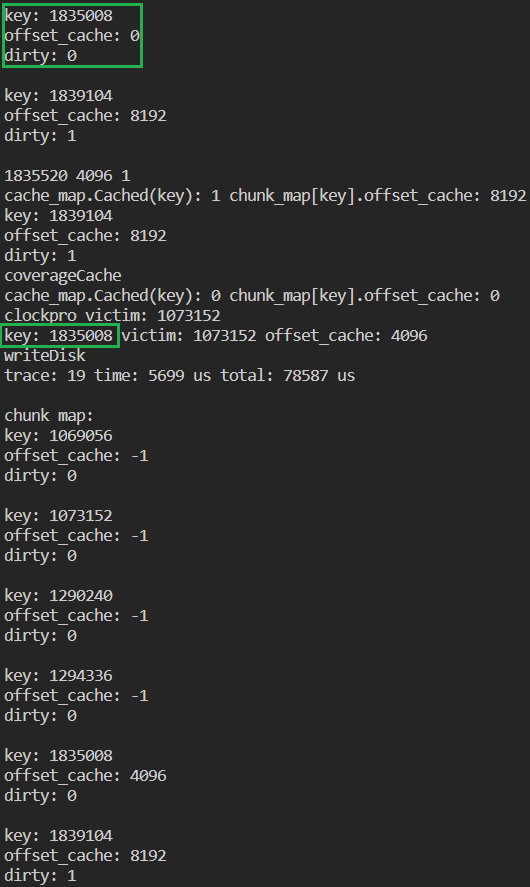 key: 1835008
offset_cache: 0
dirty: 0
key: 1839104
offset_cache: 8192
dirty: 1
1835520 4096 1
cache_map.Cached(key): 1 chunk_map[key].offset_cache: 8192
key: 1839104
offset_cache: 8192
dirty: 1
coverageCache
cache_map.Cached(key): 0 chunk_map[key].offset_cache: 0
clockpro victim: 1073152
key: 1835008 victim: 1073152 offset_cache: 4096
writeDisk
trace: 19 time: 5699 us total: 78587 us
chunk map:
key: 1069056
offset_cache: -1
dirty: 0
key: 1073152
offset_cache: -1
dirty: 0
key: 1290240
offset_cache: -1
dirty: 0
key: 1294336
offset_cache: -1
dirty: 0
key: 1835008
offset_cache: 4096
dirty: 0
key: 1839104
offset_cache: 8192
dirty: 1